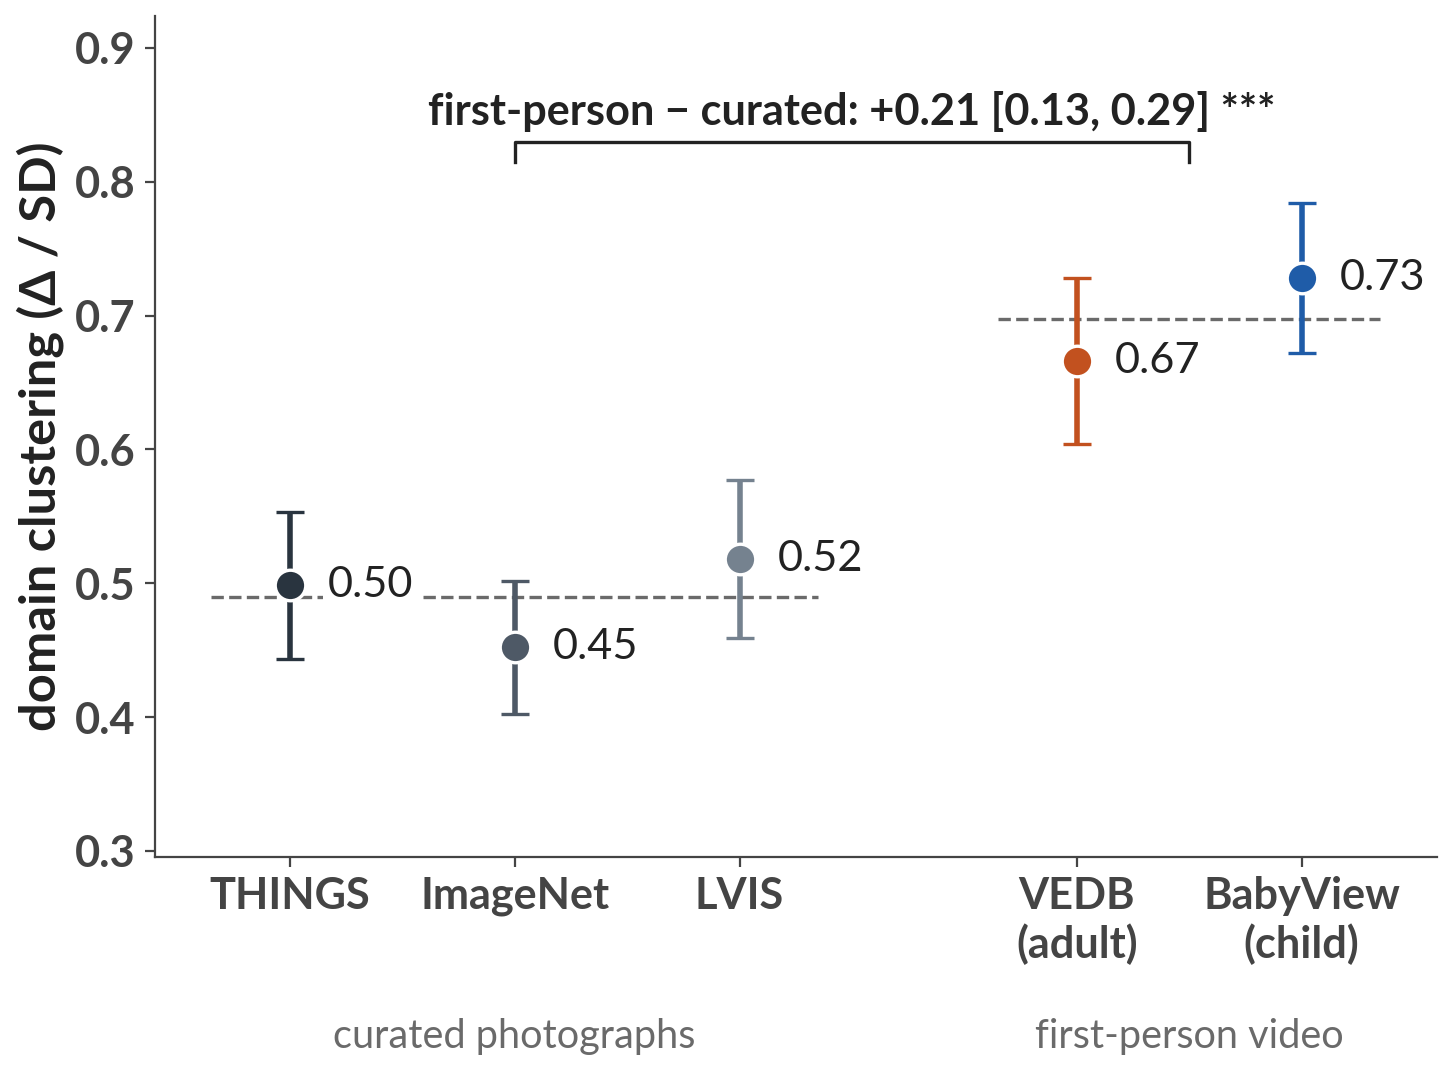 first-person − curated: +0.21 [0.13, 0.29] ***
domain clustering (Δ / SD)
0.9
0.8
0.7
0.6
0.5
0.4
0.3
0.50
0.45
0.52
0.67
0.73
THINGS
ImageNet
LVIS
VEDB
(adult)
BabyView
(child)
curated photographs
first-person video